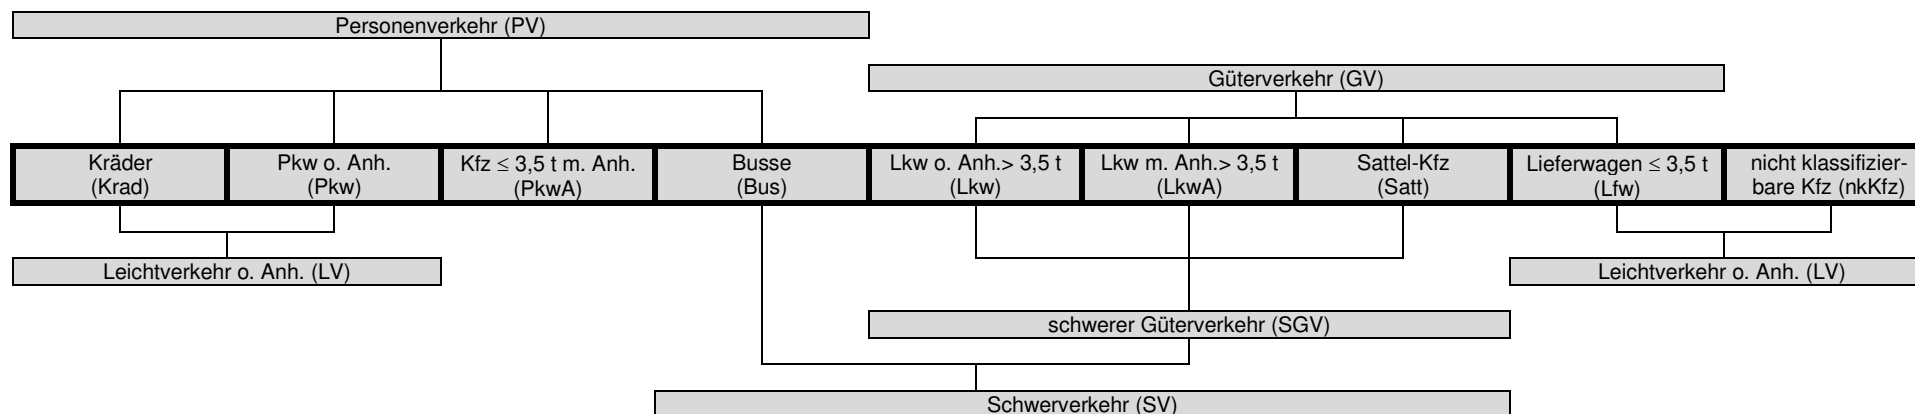 Personenverkehr (PV)
Güterverkehr (GV)
Kräder
(Krad)
Pkw o. Anh.
(Pkw)
Kfz ≤ 3,5 t m. Anh.
(PkwA)
Busse
(Bus)
Lkw o. Anh.> 3,5 t
(Lkw)
Lkw m. Anh.> 3,5 t
(LkwA)
Sattel-Kfz
(Satt)
Lieferwagen ≤ 3,5 t
(Lfw)
nicht klassifizier-
bare Kfz (nkKfz)
Leichtverkehr o. Anh. (LV)
Leichtverkehr o. Anh. (LV)
schwerer Güterverkehr (SGV)
Schwerverkehr (SV)